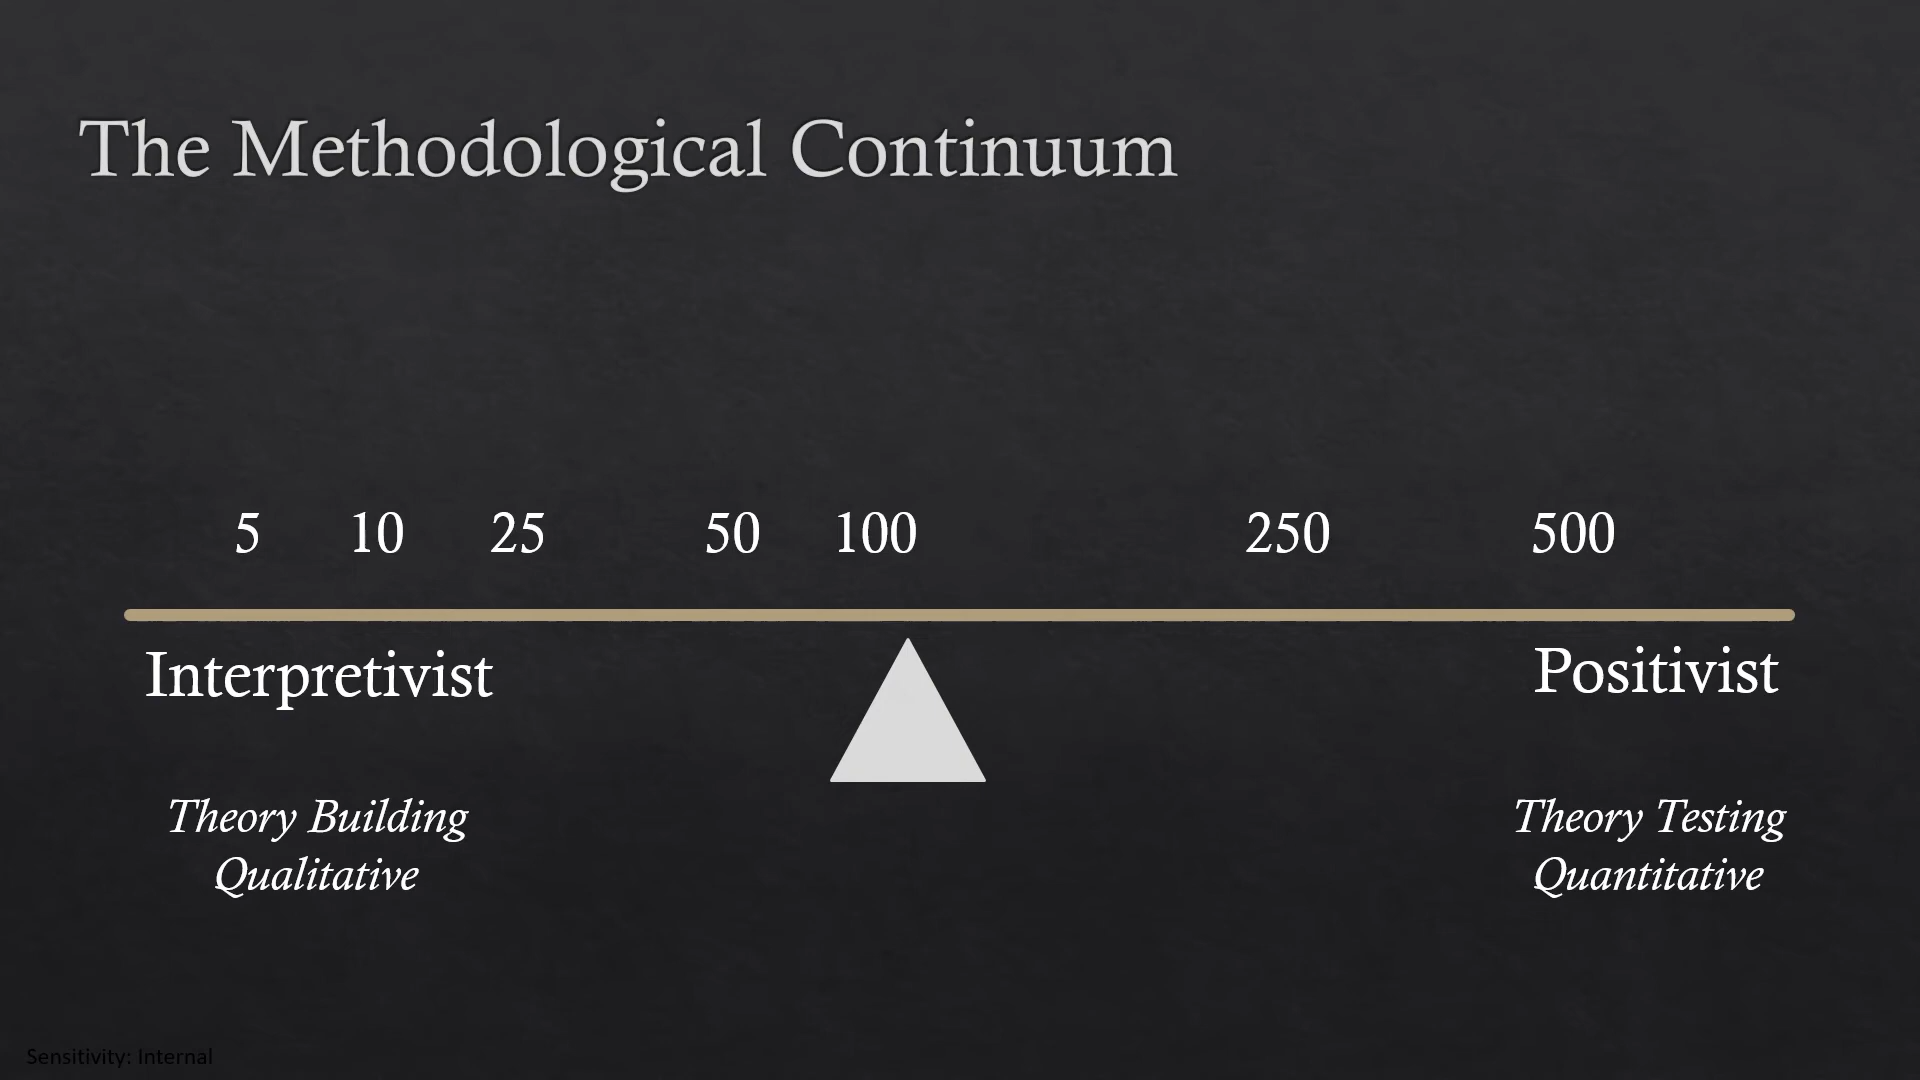 The Methodological Continuum
5 10 25 50 100 250 500
Interpretivist Positivist
Theory Building Theory Testing
Qualitative Quantitative
Sensitivity: Internal